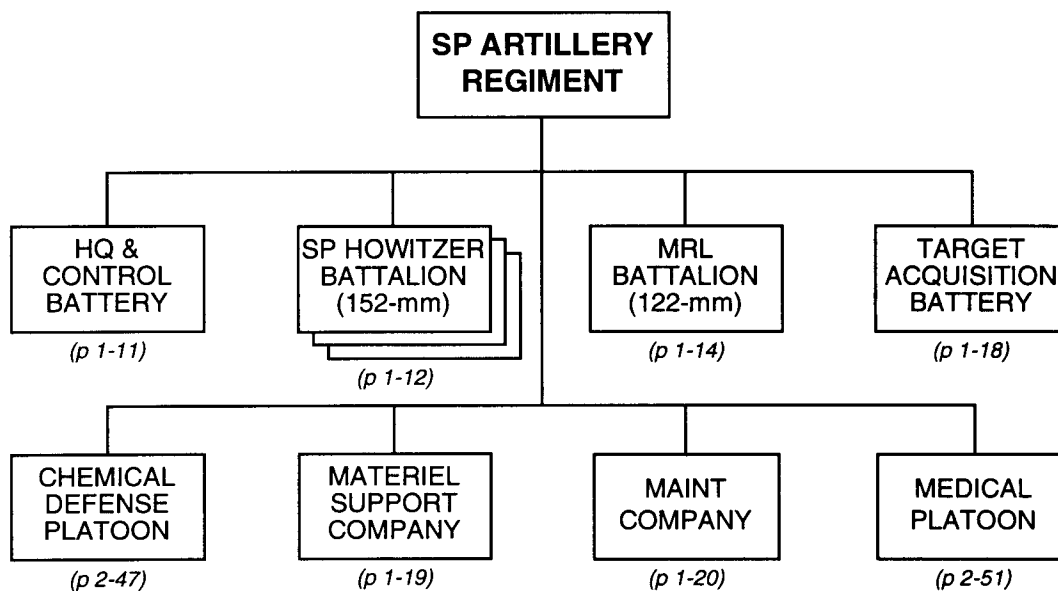 SP ARTILLERY
REGIMENT
HQ &
CONTROL
BATTERY
(p 1-11)
SP HOWITZER
BATTALION
(152-mm)
(p 1-12)
MRL
BATTALION
(122-mm)
(p 1-14)
TARGET
ACQUISITION
BATTERY
(p 1-18)
CHEMICAL
DEFENSE
PLATOON
(p 2-47)
MATERIEL
SUPPORT
COMPANY
(p 1-19)
MAINT
COMPANY
(p 1-20)
MEDICAL
PLATOON
(p 2-51)